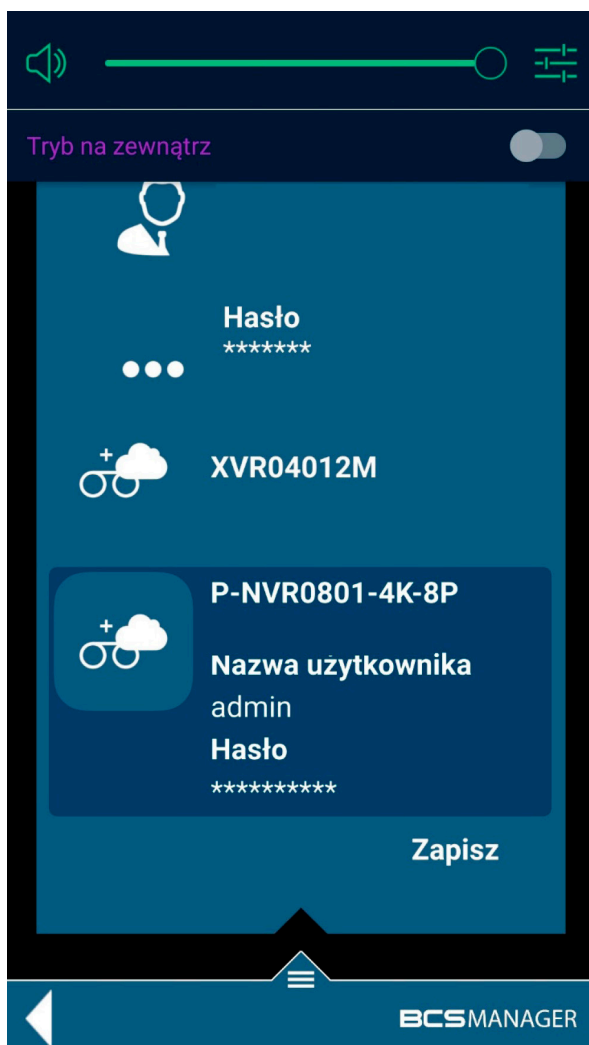 Tryb na zewnątrz
Hasło
*******
XVR04012M
P-NVR0801-4K-8P
Nazwa użytkownika
admin
Hasło
**********
Zapisz
BCSMANAGER